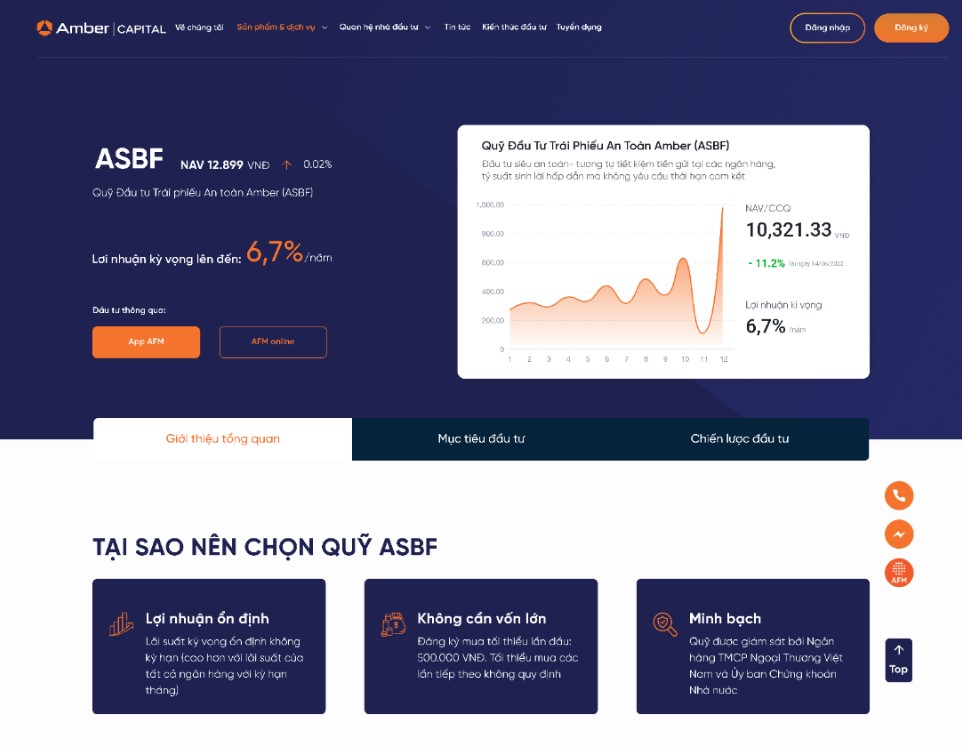 Amber CAPITAL
Về chúng tôi
Sản phẩm & dịch vụ
Quan hệ nhà đầu tư
Tin tức
Kiến thức đầu tư
Tuyển dụng
Đăng nhập
Đăng ký
ASBF NAV 12.899 VNĐ 0.02%
Quỹ Đầu tư Trái phiếu An toàn Amber (ASBF)
Lợi nhuận kỳ vọng lên đến: 6,7%/năm
Đầu tư thông qua:
App AFM
AFM online
Quỹ Đầu Tư Trái Phiếu An Toàn Amber (ASBF)
Đầu tư siêu an toàn– tương tự tiết kiệm tiền gửi tại các ngân hàng,
tỷ suất sinh lời hấp dẫn mà không yêu cầu thời hạn cam kết
1,000.00
800.00
600.00
400.00
200.00
0
1 2 3 4 5 6 7 8 9 10 11 12
NAV/CCQ
10,321.33 VNĐ
- 11.2% Tại ngày 14/06/2022
Lợi nhuận kì vọng
6,7% /năm
Giới thiệu tổng quan
Mục tiêu đầu tư
Chiến lược đầu tư
TẠI SAO NÊN CHỌN QUỸ ASBF
Lợi nhuận ổn định
Lãi suất kỳ vọng ổn định không
kỳ hạn (cao hơn với lãi suất của
tất cả ngân hàng với kỳ hạn
tháng)
Không cần vốn lớn
Đăng ký mua tối thiểu lần đầu:
500.000 VNĐ. Tối thiểu mua các
lần tiếp theo không quy định
Minh bạch
Quỹ được giám sát bởi Ngân
hàng TMCP Ngoại Thương Việt
Nam và Ủy ban Chứng khoán
Nhà nước
AFM
Top